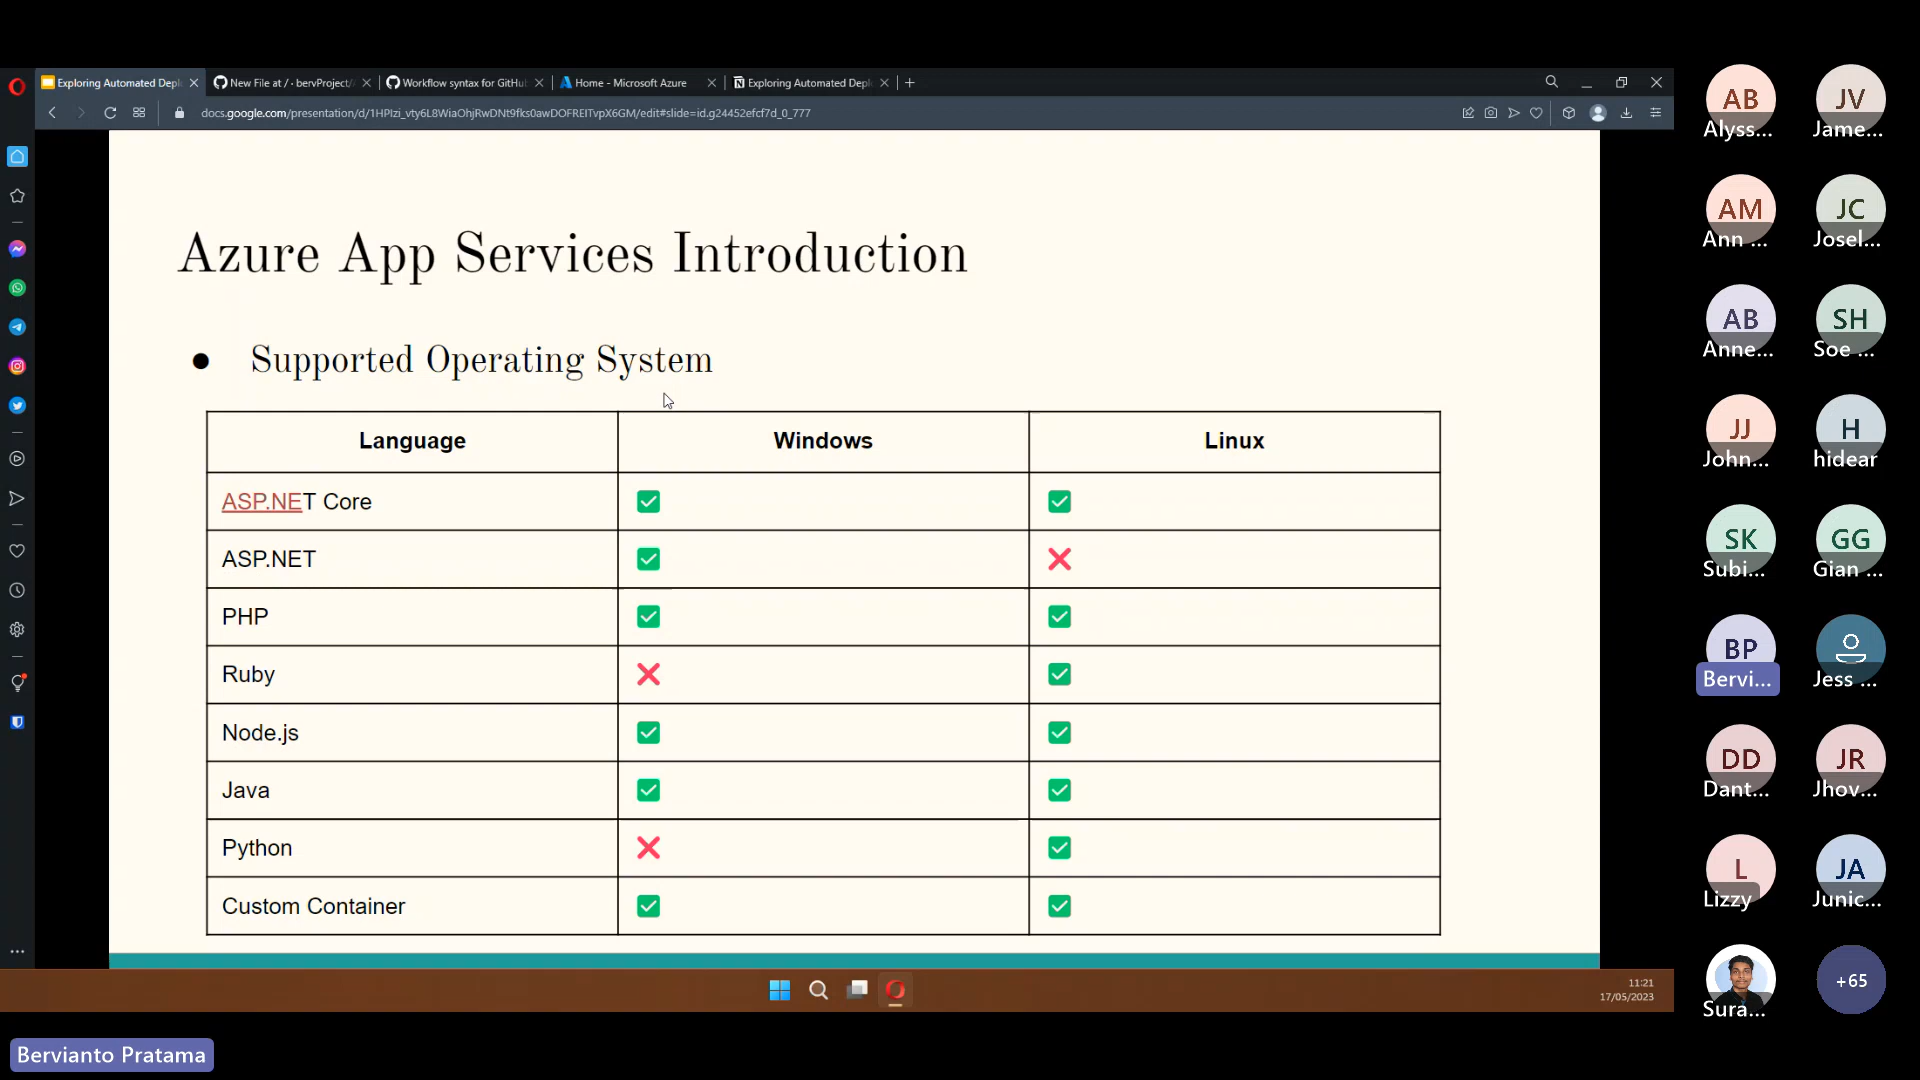 Exploring Automated Depl
New File at / · bervProject/
Workflow syntax for GitHu
Home - Microsoft Azure
Exploring Automated Depl
docs.google.com/presentation/d/1HPIzi_vty6L8WiaOhjRwDNt9fks0awDOFREITvpX6GM/edit#slide=id.g24452efcf7d_0_777
Azure App Services Introduction
● Supported Operating System
Language Windows Linux
ASP.NET Core ✅ ✅
ASP.NET ✅ ❌
PHP ✅ ✅
Ruby ❌ ✅
Node.js ✅ ✅
Java ✅ ✅
Python ❌ ✅
Custom Container ✅ ✅
11:21
17/05/2023
AB JV
Alyss... Jame...
AM JC
Ann ... Josel...
AB SH
Anne... Soe ...
JJ H
John... hidear
SK GG
Subi... Gian ...
BP
Bervi... Jess ...
DD JR
Dant... Jhov...
L JA
Lizzy Junic...
+65
Sura...
Bervianto Pratama